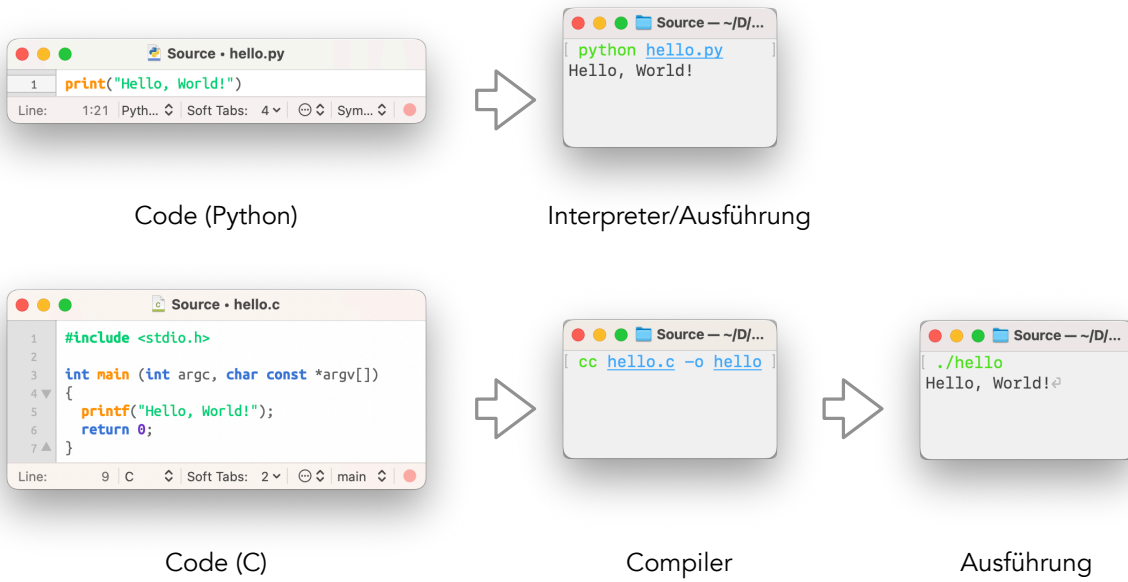 Source • hello.py
1 print("Hello, World!")
Line: 1:21 Pyth... Soft Tabs: 4 Sym...
Source — ~/D/...
[ python hello.py ]
Hello, World!
Code (Python)
Interpreter/Ausführung
Source • hello.c
1 #include <stdio.h>
2
3 int main (int argc, char const *argv[])
4 {
5 printf("Hello, World!");
6 return 0;
7 }
Line: 9 C Soft Tabs: 2 main
Source — ~/D/...
[ cc hello.c -o hello ]
Source — ~/D/...
[ ./hello
Hello, World!⏎
Code (C)
Compiler
Ausführung